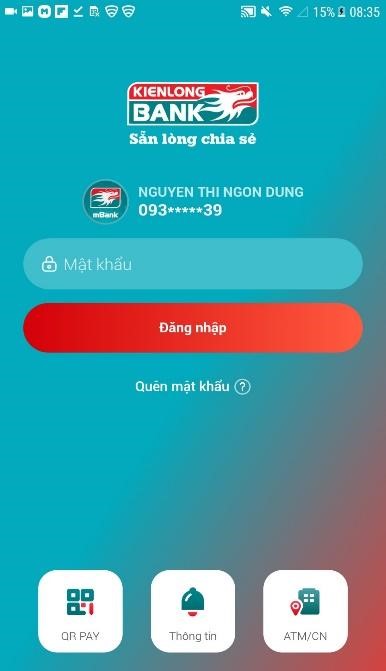 15% 08:35
KIENLONG
BANK
Sẵn lòng chia sẻ
NGUYEN THI NGON DUNG
093*****39
mBank
Mật khẩu
Đăng nhập
Quên mật khẩu ?
QR PAY
Thông tin
ATM/CN